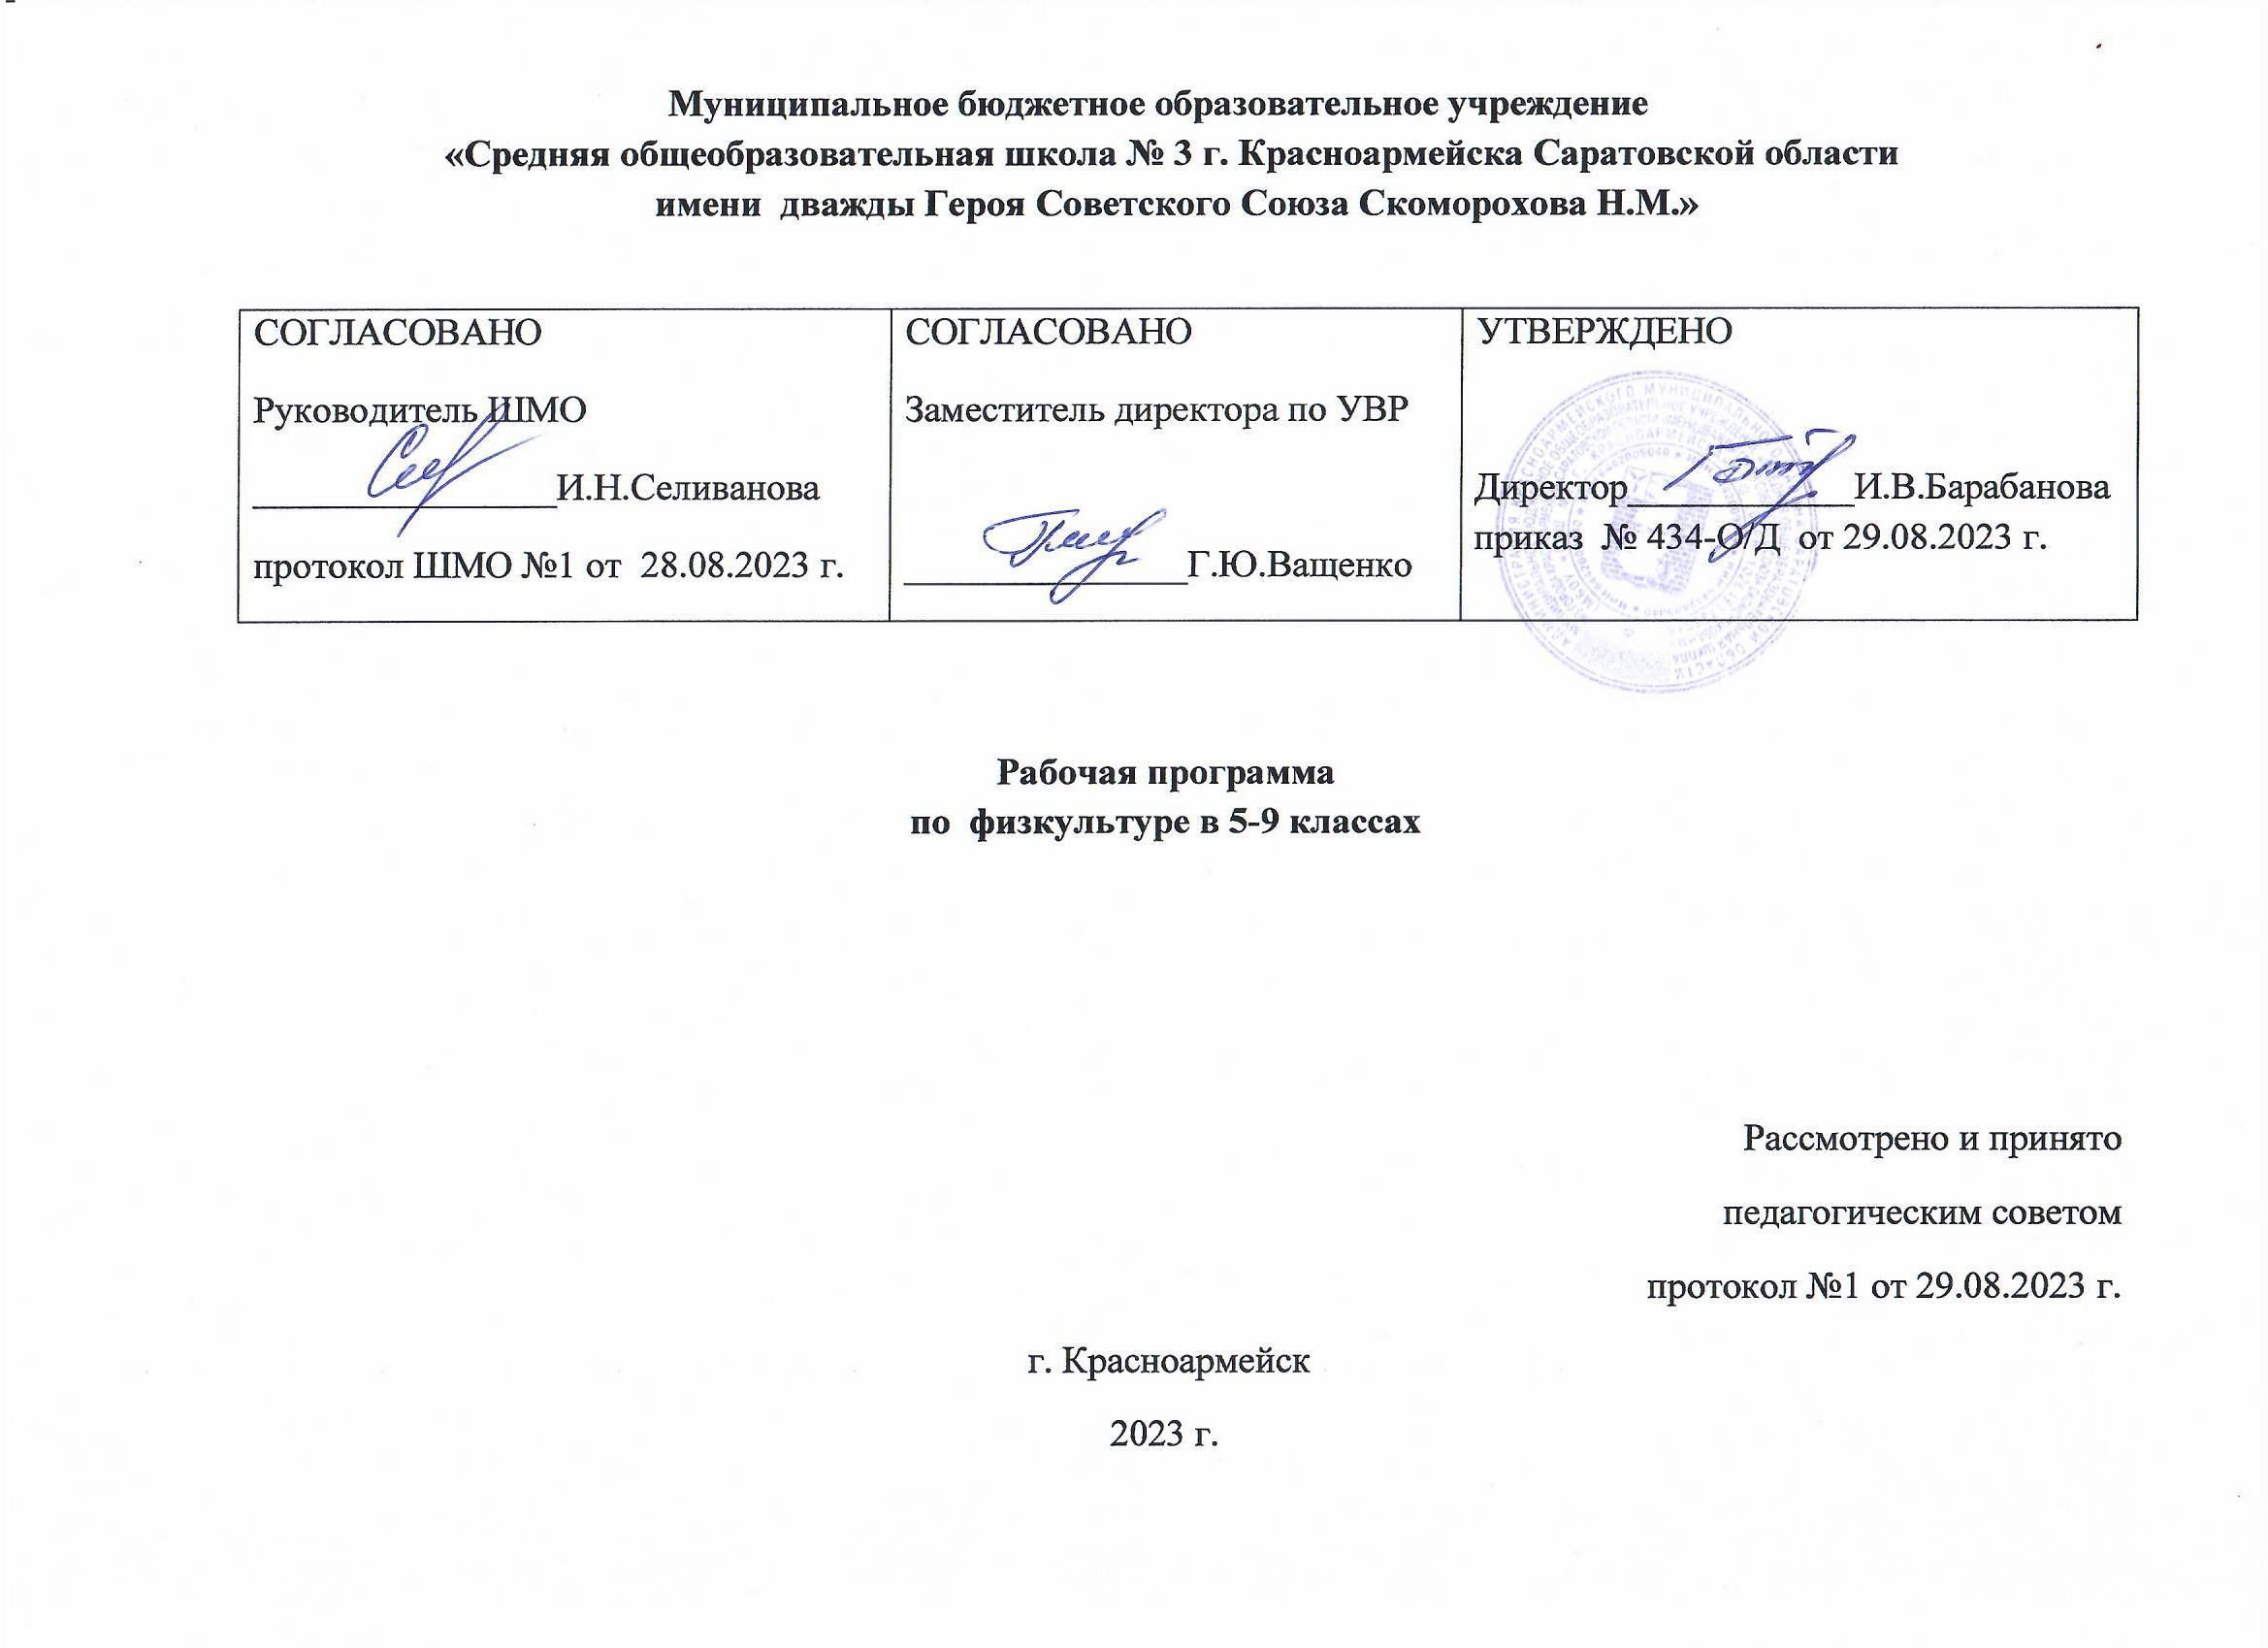 Муниципальное бюджетное образовательное учреждение
«Средняя общеобразовательная школа № 3 г. Красноармейска Саратовской области
имени дважды Героя Советского Союза Скоморохова Н.М.»
СОГЛАСОВАНО
Руководитель ШМО
________________И.Н.Селиванова
протокол ШМО №1 от 28.08.2023 г.
СОГЛАСОВАНО
Заместитель директора по УВР
_______________Г.Ю.Ващенко
УТВЕРЖДЕНО
Директор____________И.В.Барабанова
приказ № 434-О/Д от 29.08.2023 г.
Рабочая программа
по физкультуре в 5-9 классах
Рассмотрено и принято
педагогическим советом
протокол №1 от 29.08.2023 г.
г. Красноармейск
2023 г.